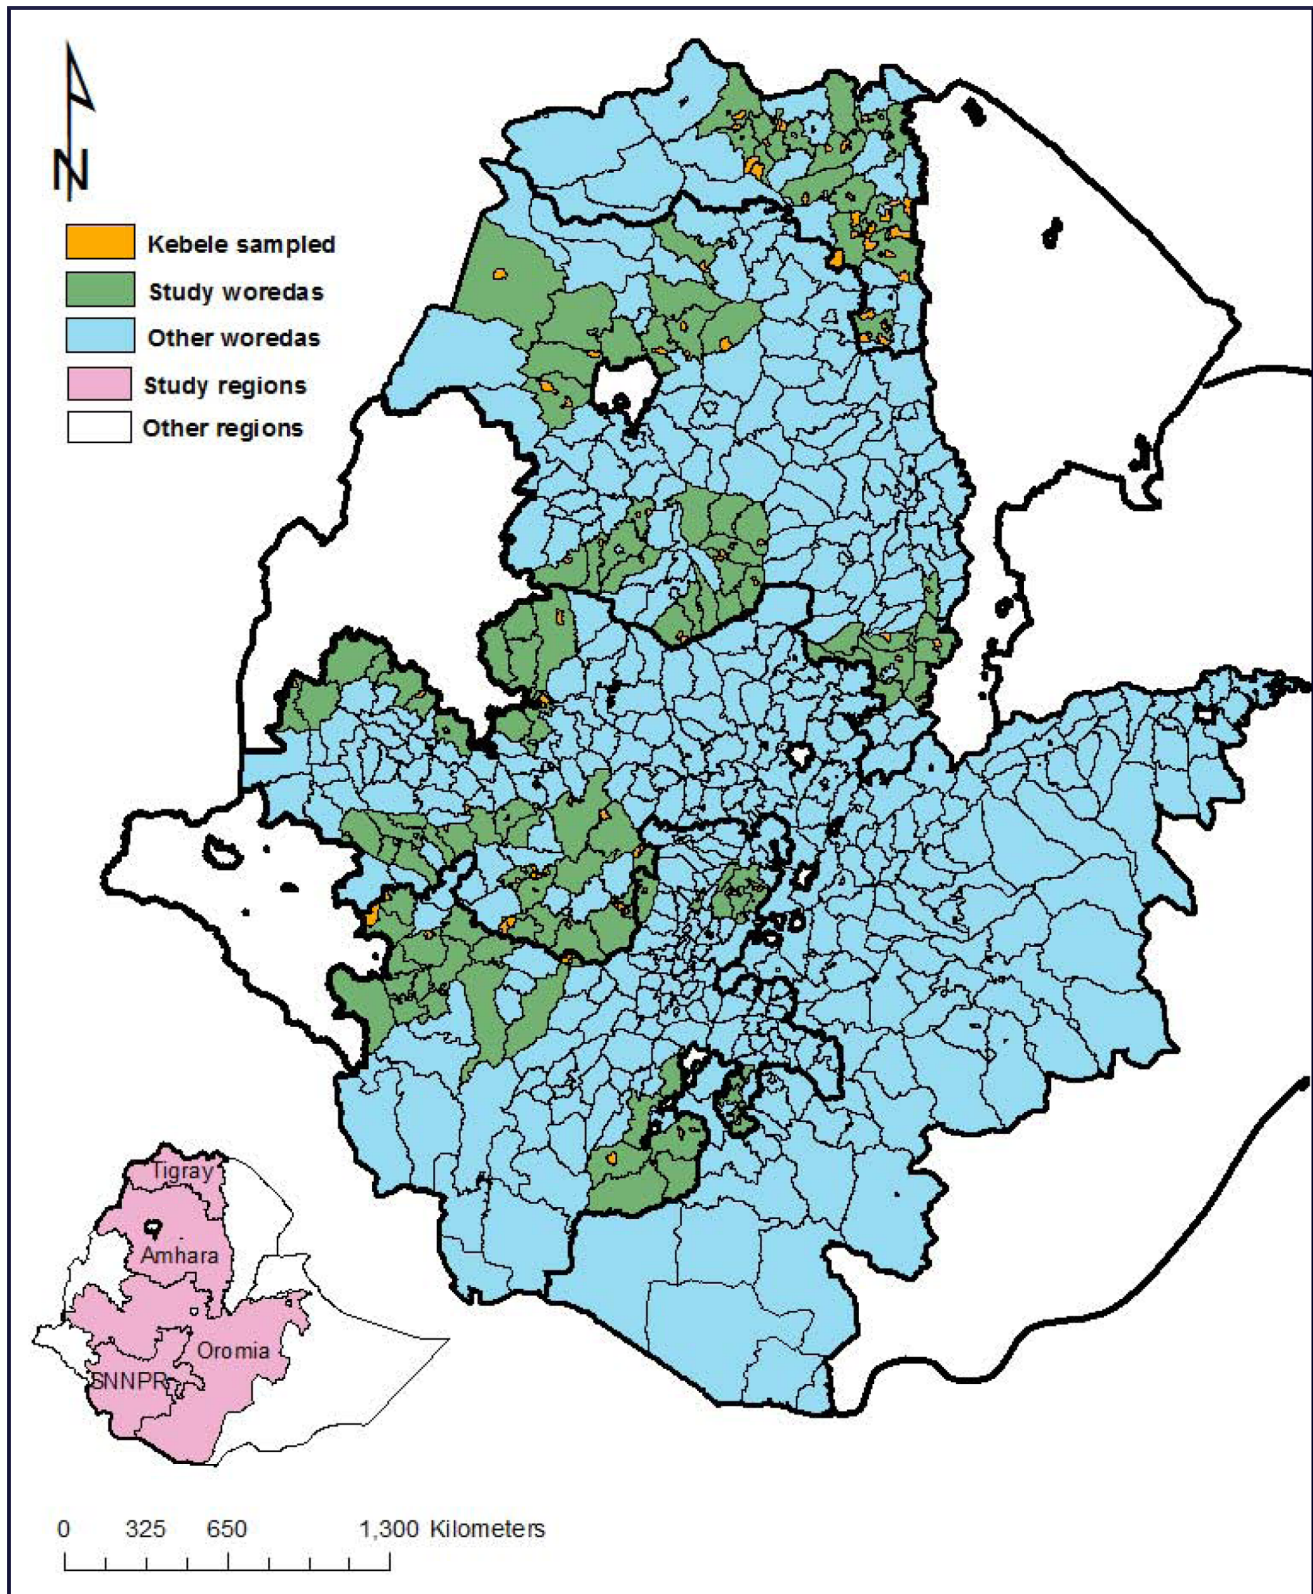 N
Kebele sampled
Study woredas
Other woredas
Study regions
Other regions
Tigray
Amhara
Oromia
SNNPR
0 325 650 1,300 Kilometers